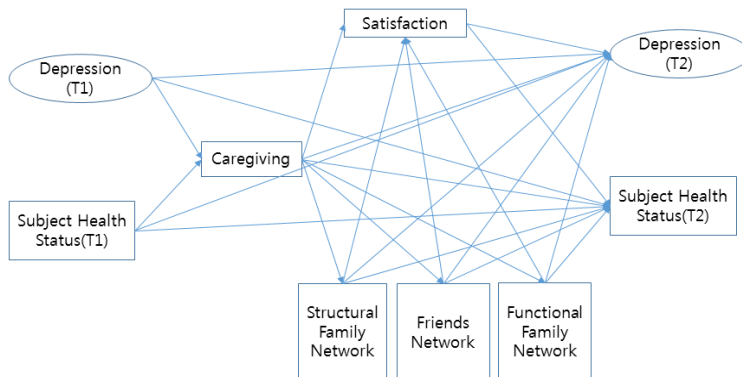 Satisfaction
Depression
(T1)
Depression
(T2)
Caregiving
Subject Health
Status(T1)
Subject Health
Status(T2)
Structural
Family
Network
Friends
Network
Functional
Family
Network